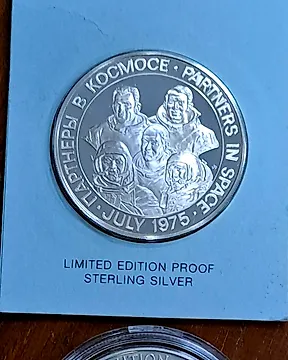 ПАРТНЕРЫ В КОСМОСЕ · PARTNERS IN SPACE ·
· JULY 1975 ·
LIMITED EDITION PROOF
STERLING SILVER